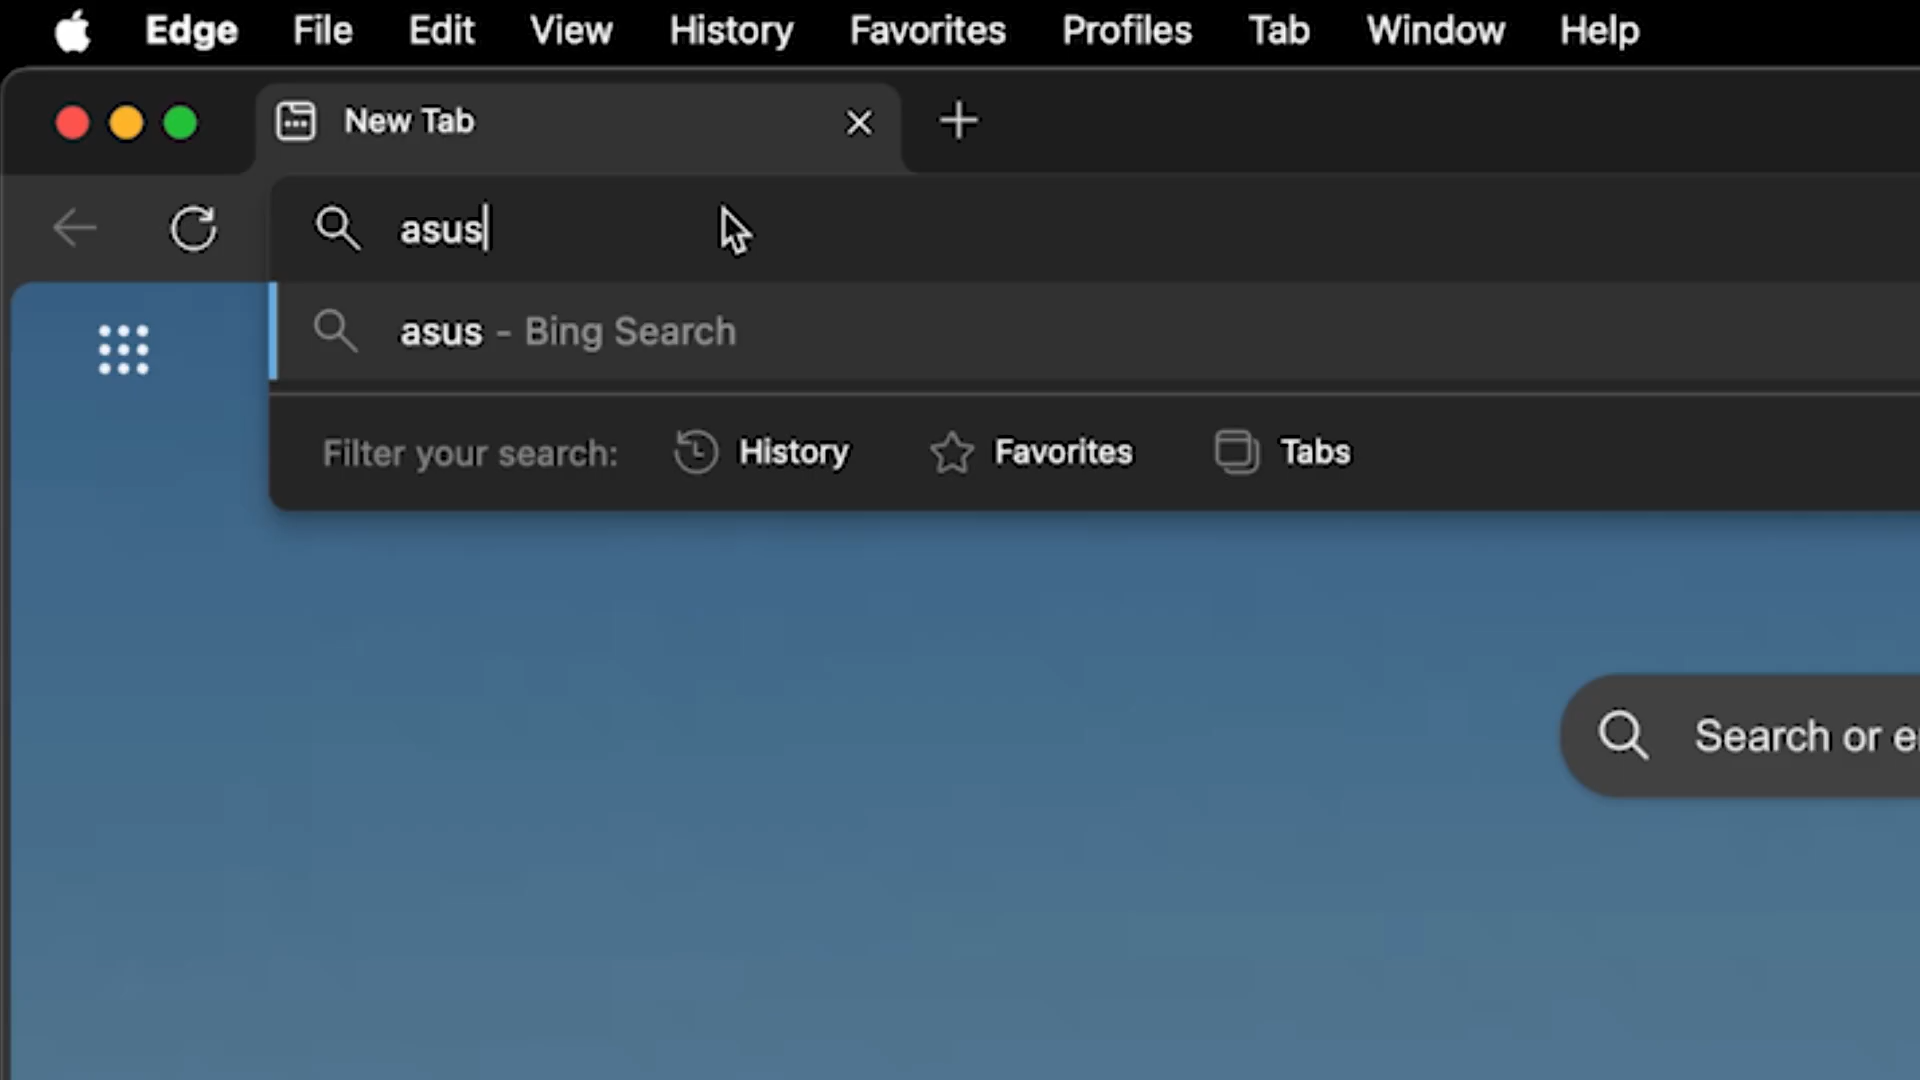 Edge File Edit View History Favorites Profiles Tab Window Help
New Tab
asus
asus - Bing Search
Filter your search: History Favorites Tabs
Search or